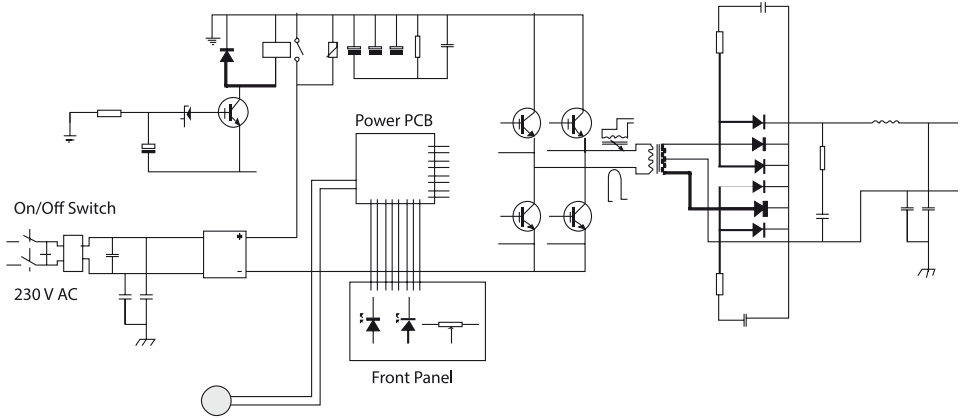 Power PCB
On/Off Switch
+
-
230 V AC
Front Panel